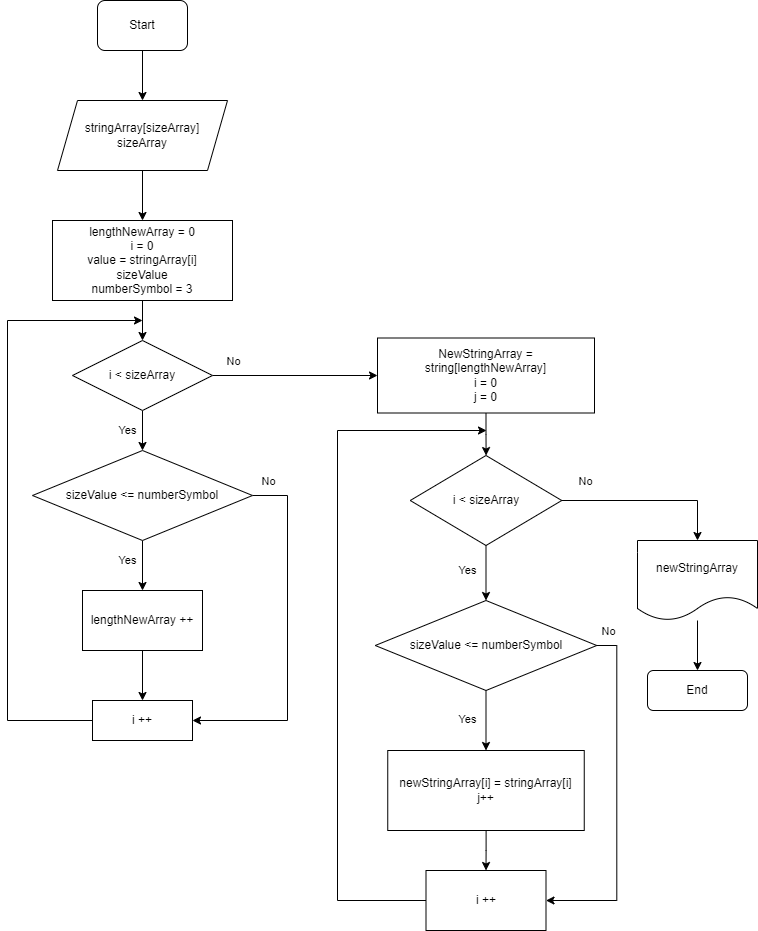 Start
stringArray[sizeArray]
sizeArray
lengthNewArray = 0
i = 0
value = stringArray[i]
sizeValue
numberSymbol = 3
i < sizeArray
No
Yes
sizeValue <= numberSymbol
No
Yes
lengthNewArray ++
i ++
NewStringArray =
string[lengthNewArray]
i = 0
j = 0
i < sizeArray
No
Yes
sizeValue <= numberSymbol
No
Yes
newStringArray[i] = stringArray[i]
j++
i ++
newStringArray
End